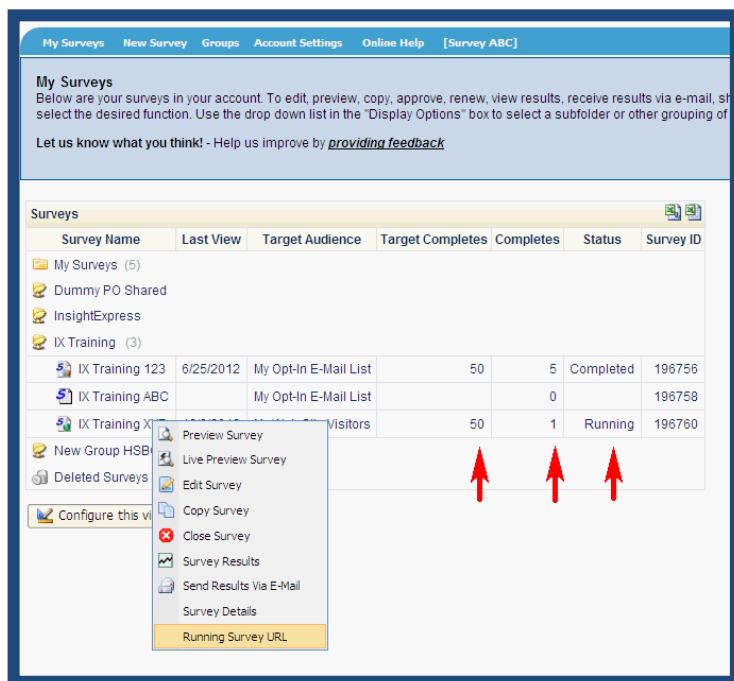 My Surveys New Survey Groups Account Settings Online Help [Survey ABC]
My Surveys
Below are your surveys in your account. To edit, preview, copy, approve, renew, view results, receive results via e-mail, sh
select the desired function. Use the drop down list in the "Display Options" box to select a subfolder or other grouping of
Let us know what you think! - Help us improve by providing feedback
Surveys
Survey Name Last View Target Audience Target Completes Completes Status Survey ID
My Surveys (5)
Dummy PO Shared
InsightExpress
IX Training (3)
IX Training 123 6/25/2012 My Opt-In E-Mail List 50 5 Completed 196756
IX Training ABC My Opt-In E-Mail List 0 196758
IX Training Visitors 50 1 Running 196760
New Group HSB
Deleted Surveys
Configure this vi
Preview Survey
Live Preview Survey
Edit Survey
Copy Survey
Close Survey
Survey Results
Send Results Via E-Mail
Survey Details
Running Survey URL